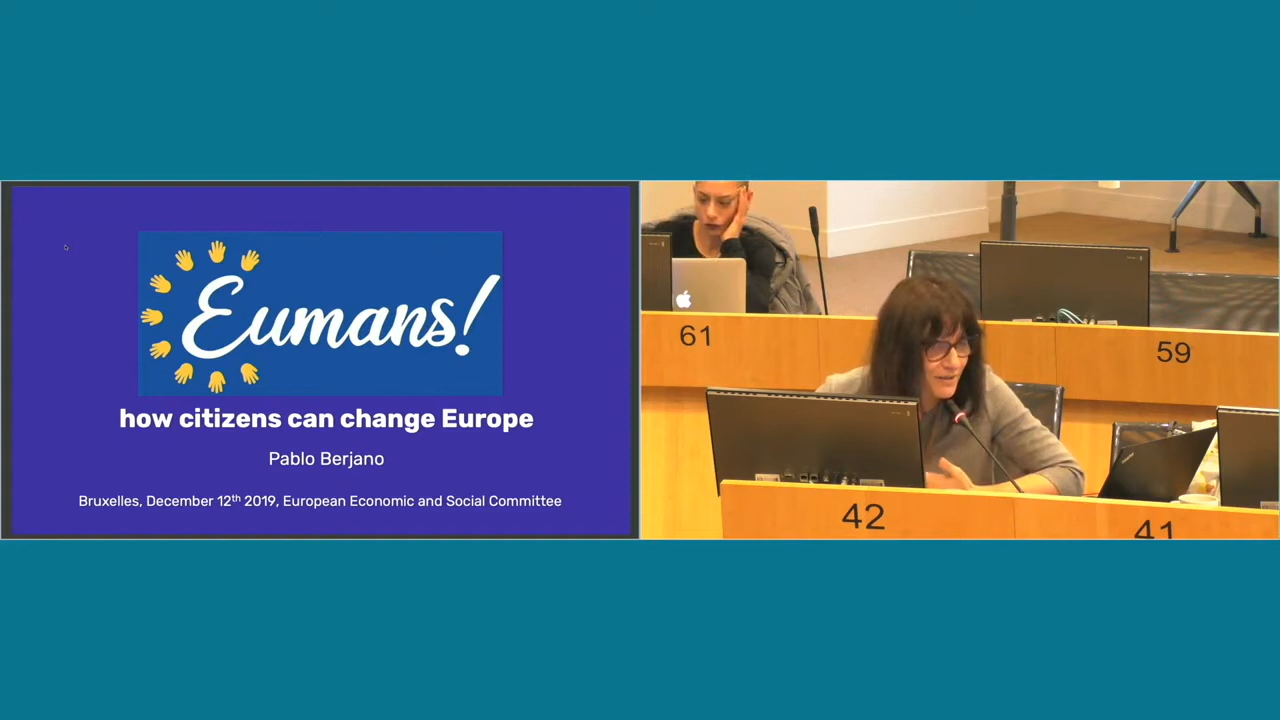 Eumans!
how citizens can change Europe
Pablo Berjano
Bruxelles, December 12th 2019, European Economic and Social Committee
61
59
42
41